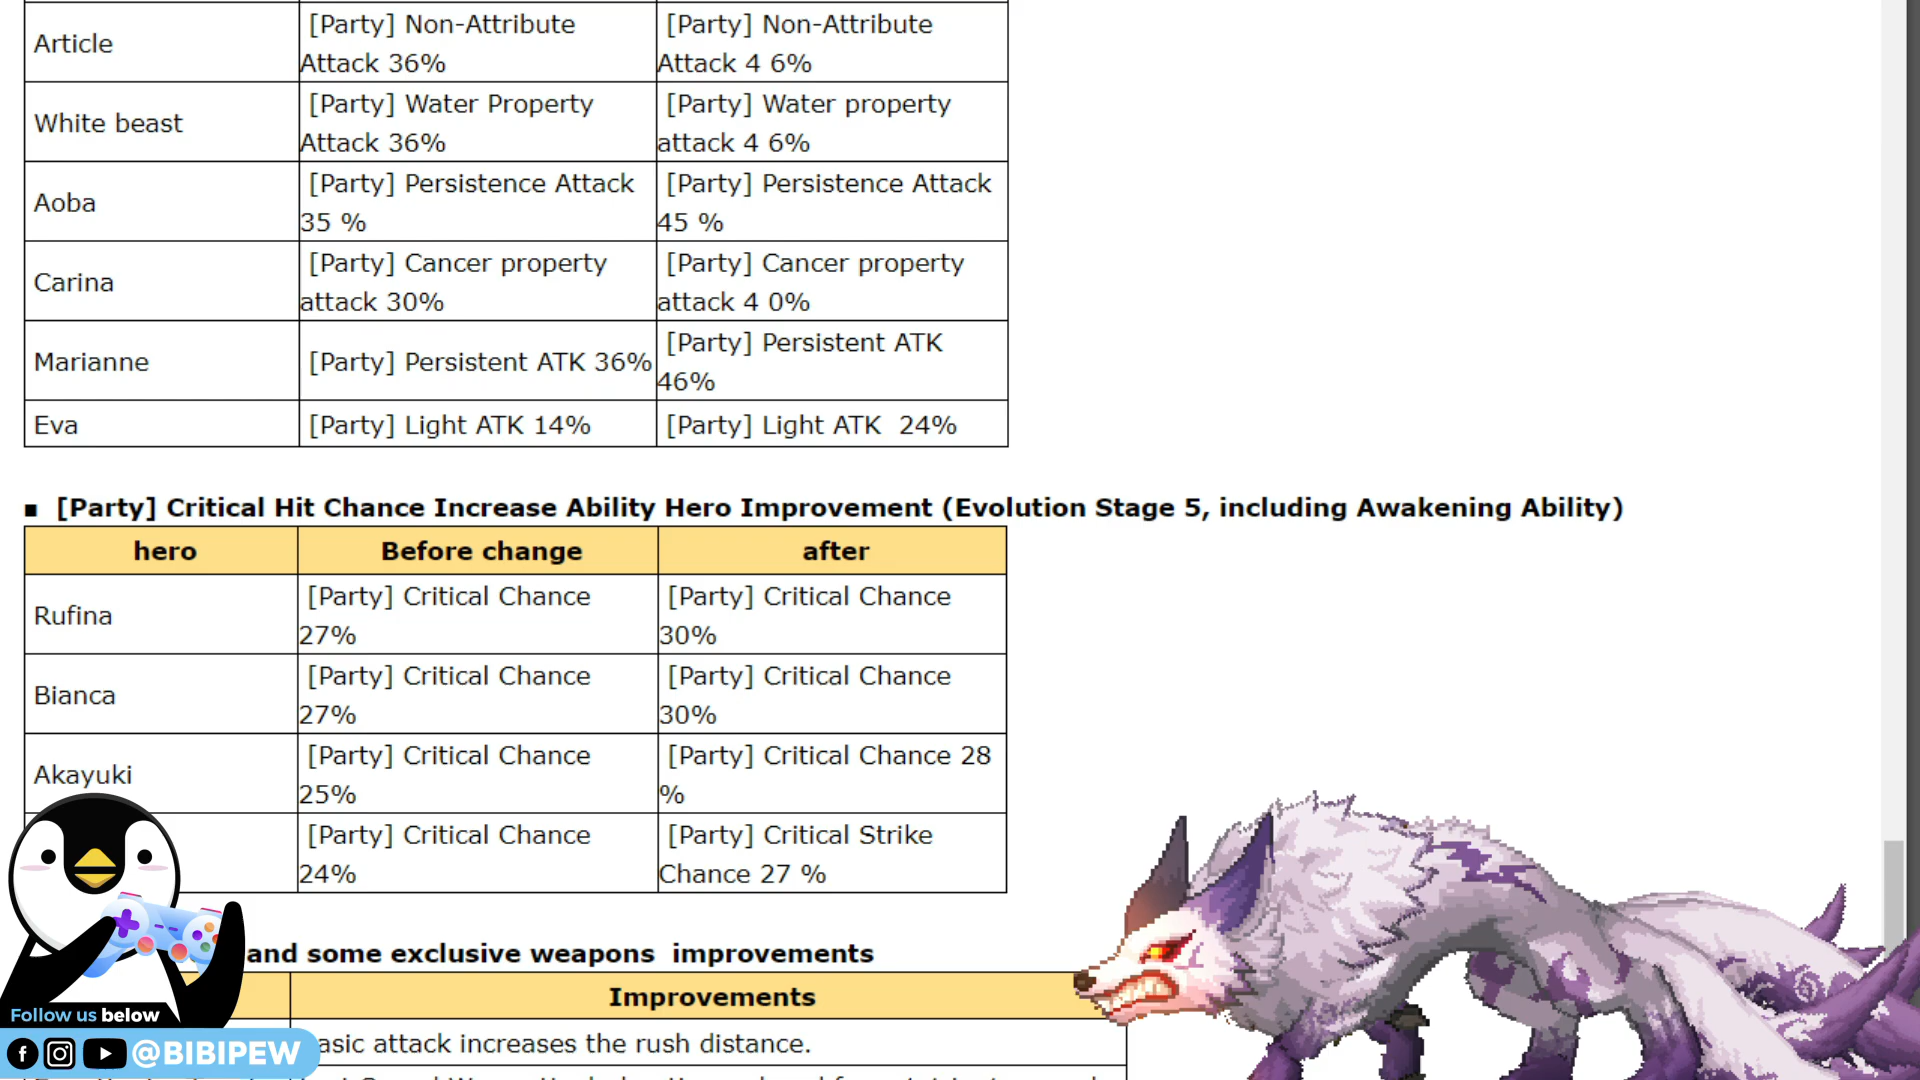 Article
[Party] Non-Attribute
Attack 36%
[Party] Non-Attribute
Attack 4 6%
White beast
[Party] Water Property
Attack 36%
[Party] Water property
attack 4 6%
Aoba
[Party] Persistence Attack
35 %
[Party] Persistence Attack
45 %
Carina
[Party] Cancer property
attack 30%
[Party] Cancer property
attack 4 0%
Marianne
[Party] Persistent ATK 36%
[Party] Persistent ATK
46%
Eva
[Party] Light ATK 14%
[Party] Light ATK 24%
▪ [Party] Critical Hit Chance Increase Ability Hero Improvement (Evolution Stage 5, including Awakening Ability)
hero
Before change
after
Rufina
[Party] Critical Chance
27%
[Party] Critical Chance
30%
Bianca
[Party] Critical Chance
27%
[Party] Critical Chance
30%
Akayuki
[Party] Critical Chance
25%
[Party] Critical Chance 28
%
[Party] Critical Chance
24%
[Party] Critical Strike
Chance 27 %
and some exclusive weapons improvements
Improvements
asic attack increases the rush distance.
Follow us below
@BIBIPEW